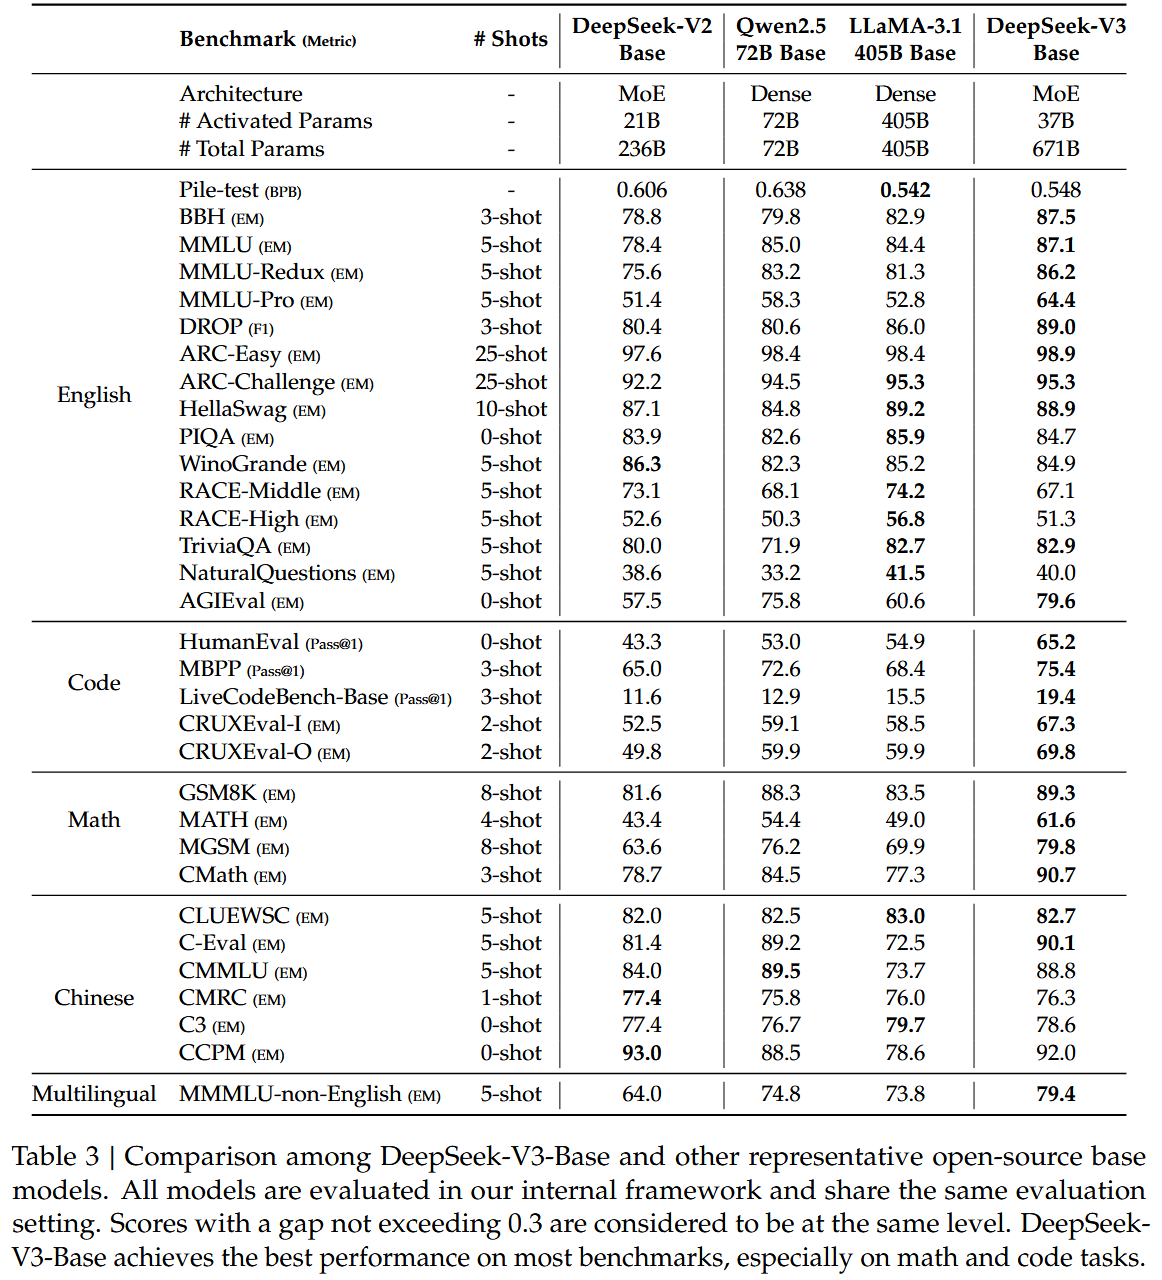 Benchmark (Metric) # Shots DeepSeek-V2 Qwen2.5 LLaMA-3.1 DeepSeek-V3
Base 72B Base 405B Base Base
Architecture - MoE Dense Dense MoE
# Activated Params - 21B 72B 405B 37B
# Total Params - 236B 72B 405B 671B
English
Pile-test (BPB) - 0.606 0.638 0.542 0.548
BBH (EM) 3-shot 78.8 79.8 82.9 87.5
MMLU (EM) 5-shot 78.4 85.0 84.4 87.1
MMLU-Redux (EM) 5-shot 75.6 83.2 81.3 86.2
MMLU-Pro (EM) 5-shot 51.4 58.3 52.8 64.4
DROP (F1) 3-shot 80.4 80.6 86.0 89.0
ARC-Easy (EM) 25-shot 97.6 98.4 98.4 98.9
ARC-Challenge (EM) 25-shot 92.2 94.5 95.3 95.3
HellaSwag (EM) 10-shot 87.1 84.8 89.2 88.9
PIQA (EM) 0-shot 83.9 82.6 85.9 84.7
WinoGrande (EM) 5-shot 86.3 82.3 85.2 84.9
RACE-Middle (EM) 5-shot 73.1 68.1 74.2 67.1
RACE-High (EM) 5-shot 52.6 50.3 56.8 51.3
TriviaQA (EM) 5-shot 80.0 71.9 82.7 82.9
NaturalQuestions (EM) 5-shot 38.6 33.2 41.5 40.0
AGIEval (EM) 0-shot 57.5 75.8 60.6 79.6
Code
HumanEval (Pass@1) 0-shot 43.3 53.0 54.9 65.2
MBPP (Pass@1) 3-shot 65.0 72.6 68.4 75.4
LiveCodeBench-Base (Pass@1) 3-shot 11.6 12.9 15.5 19.4
CRUXEval-I (EM) 2-shot 52.5 59.1 58.5 67.3
CRUXEval-O (EM) 2-shot 49.8 59.9 59.9 69.8
Math
GSM8K (EM) 8-shot 81.6 88.3 83.5 89.3
MATH (EM) 4-shot 43.4 54.4 49.0 61.6
MGSM (EM) 8-shot 63.6 76.2 69.9 79.8
CMath (EM) 3-shot 78.7 84.5 77.3 90.7
Chinese
CLUEWSC (EM) 5-shot 82.0 82.5 83.0 82.7
C-Eval (EM) 5-shot 81.4 89.2 72.5 90.1
CMMLU (EM) 5-shot 84.0 89.5 73.7 88.8
CMRC (EM) 1-shot 77.4 75.8 76.0 76.3
C3 (EM) 0-shot 77.4 76.7 79.7 78.6
CCPM (EM) 0-shot 93.0 88.5 78.6 92.0
Multilingual MMMLU-non-English (EM) 5-shot 64.0 74.8 73.8 79.4
Table 3 | Comparison among DeepSeek-V3-Base and other representative open-source base
models. All models are evaluated in our internal framework and share the same evaluation
setting. Scores with a gap not exceeding 0.3 are considered to be at the same level. DeepSeek-
V3-Base achieves the best performance on most benchmarks, especially on math and code tasks.